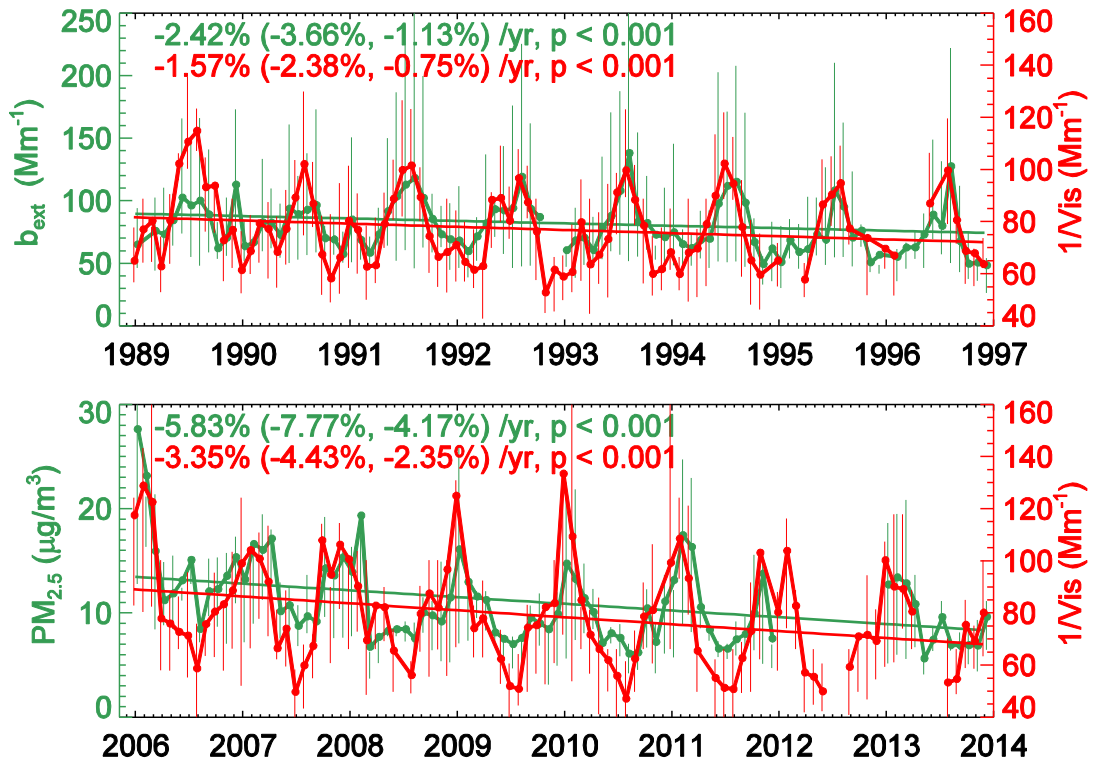 -2.42% (-3.66%, -1.13%) /yr, p < 0.001
-1.57% (-2.38%, -0.75%) /yr, p < 0.001
250
200
150
100
50
0
b_ext (Mm⁻¹)
160
140
120
100
80
60
40
1/Vis (Mm⁻¹)
1989 1990 1991 1992 1993 1994 1995 1996 1997
-5.83% (-7.77%, -4.17%) /yr, p < 0.001
-3.35% (-4.43%, -2.35%) /yr, p < 0.001
30
20
10
0
PM₂.₅ (μg/m³)
160
140
120
100
80
60
40
1/Vis (Mm⁻¹)
2006 2007 2008 2009 2010 2011 2012 2013 2014